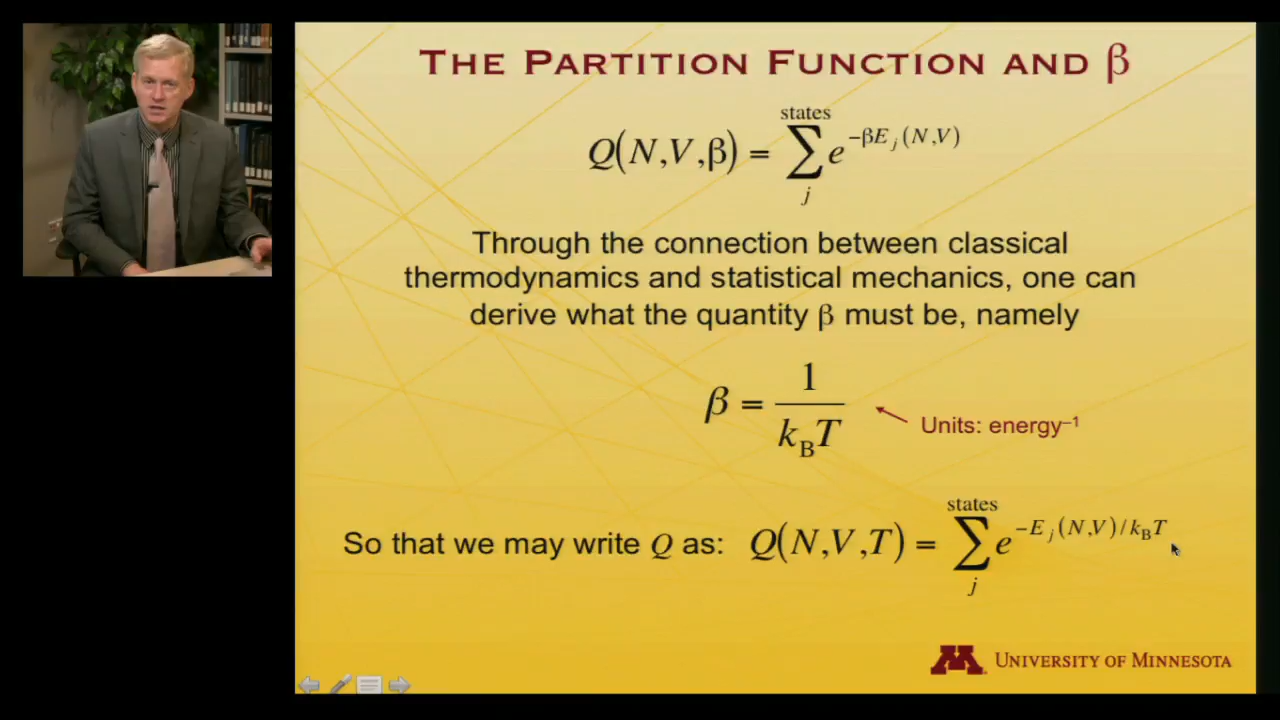 THE PARTITION FUNCTION AND β
Q(N,V,β) = ∑_j^states e^{−βE_j(N,V)}
Through the connection between classical
thermodynamics and statistical mechanics, one can
derive what the quantity β must be, namely
β = 1 / k_B T
Units: energy⁻¹
So that we may write Q as: Q(N,V,T) = ∑_j^states e^{−E_j(N,V)/k_B T}
UNIVERSITY OF MINNESOTA